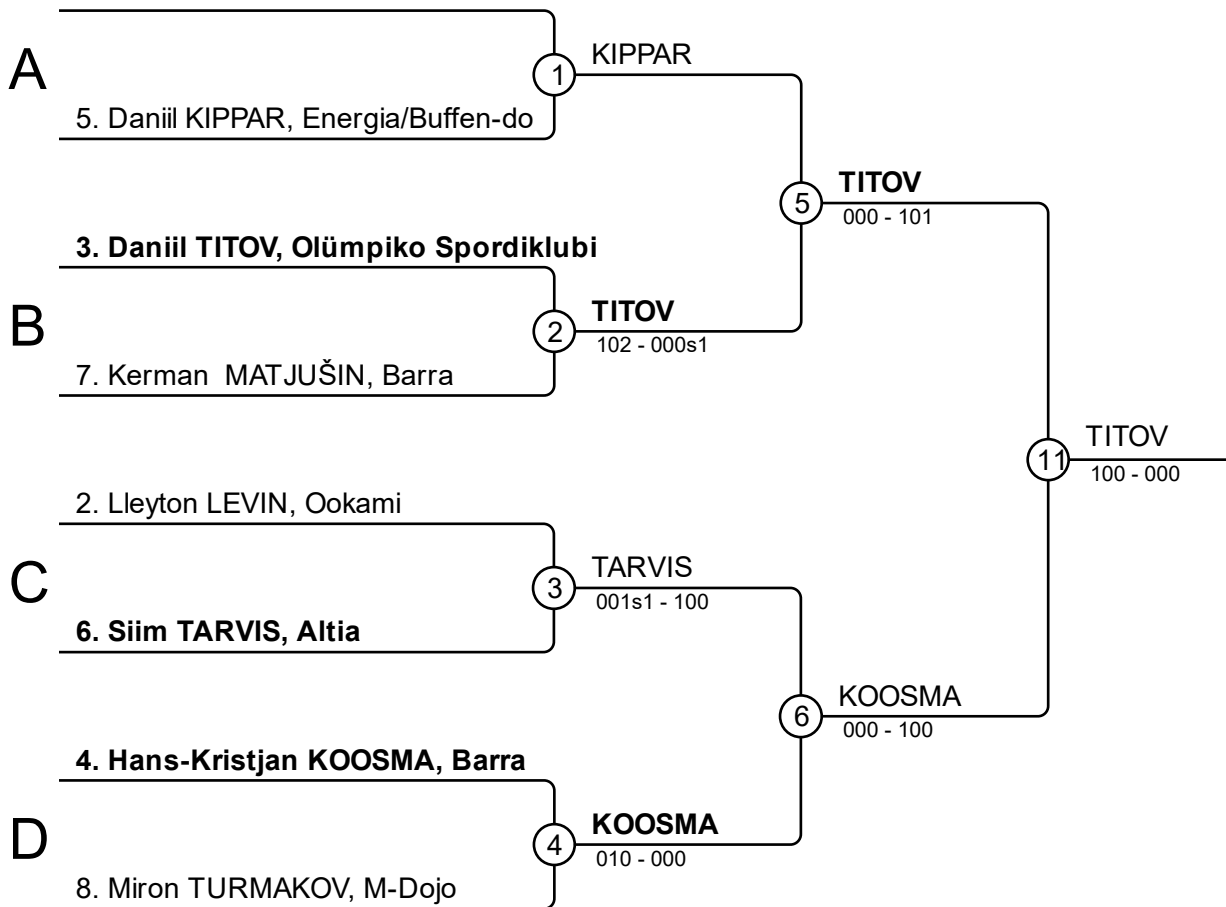 A
1
KIPPAR
5. Daniil KIPPAR, Energia/Buffen-do
5
TITOV
000 - 101
3. Daniil TITOV, Olümpiko Spordiklubi
B
2
TITOV
102 - 000s1
7. Kerman  MATJUŠIN, Barra
11
TITOV
100 - 000
2. Lleyton LEVIN, Ookami
C
3
TARVIS
001s1 - 100
6. Siim TARVIS, Altia
6
KOOSMA
000 - 100
4. Hans-Kristjan KOOSMA, Barra
D
4
KOOSMA
010 - 000
8. Miron TURMAKOV, M-Dojo